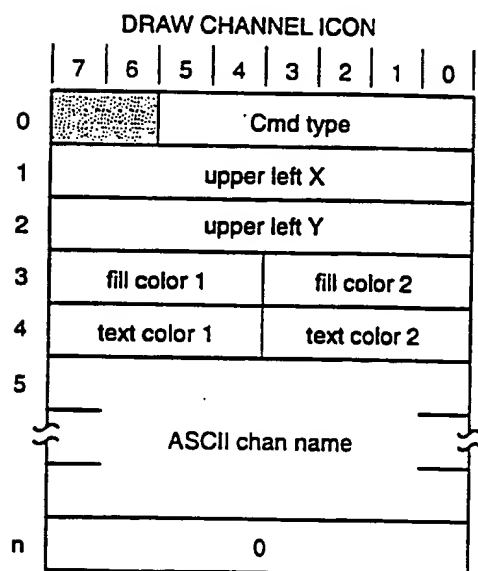 DRAW CHANNEL ICON
7 6 5 4 3 2 1 0
0 Cmd type
1 upper left X
2 upper left Y
3 fill color 1 fill color 2
4 text color 1 text color 2
5
ASCII chan name
n 0